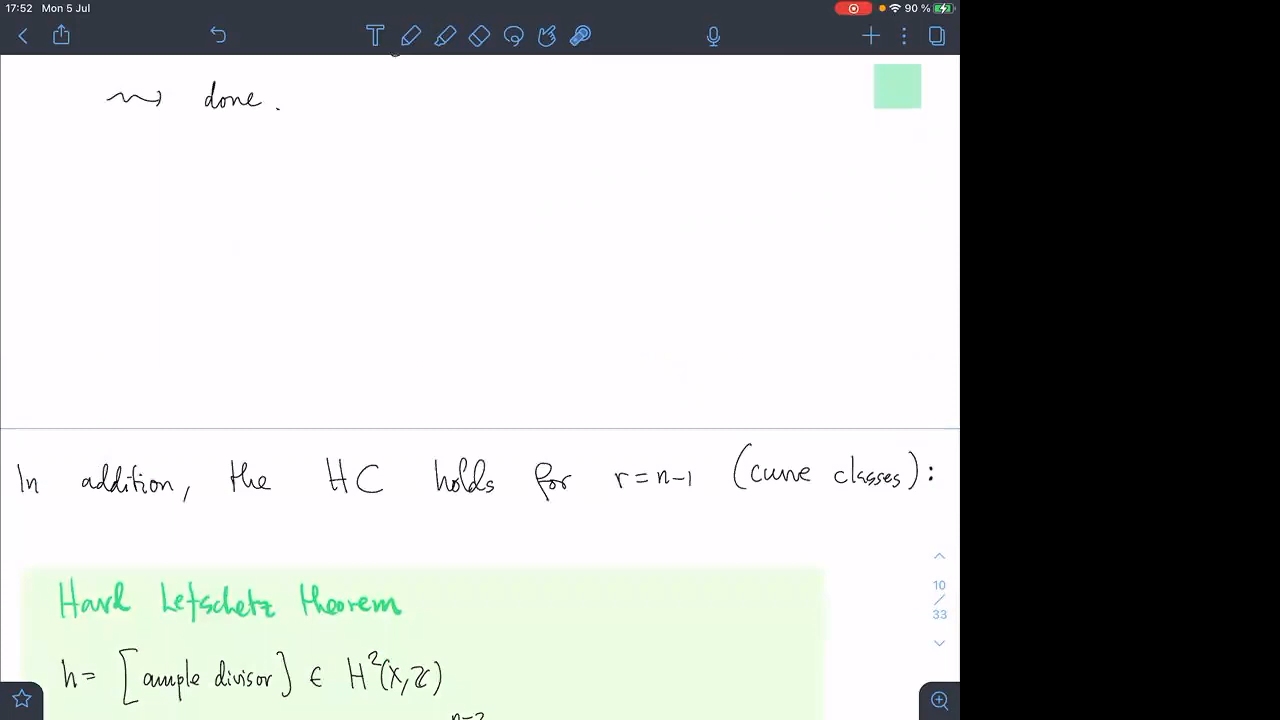 17:52 Mon 5 Jul
90 %
⇝ done.
In addition, the HC holds for r=n-1 (curve classes):
10
/
33
Hard Lefschetz theorem
h= [ample divisor] ∈ H²(X,Z)
n-2